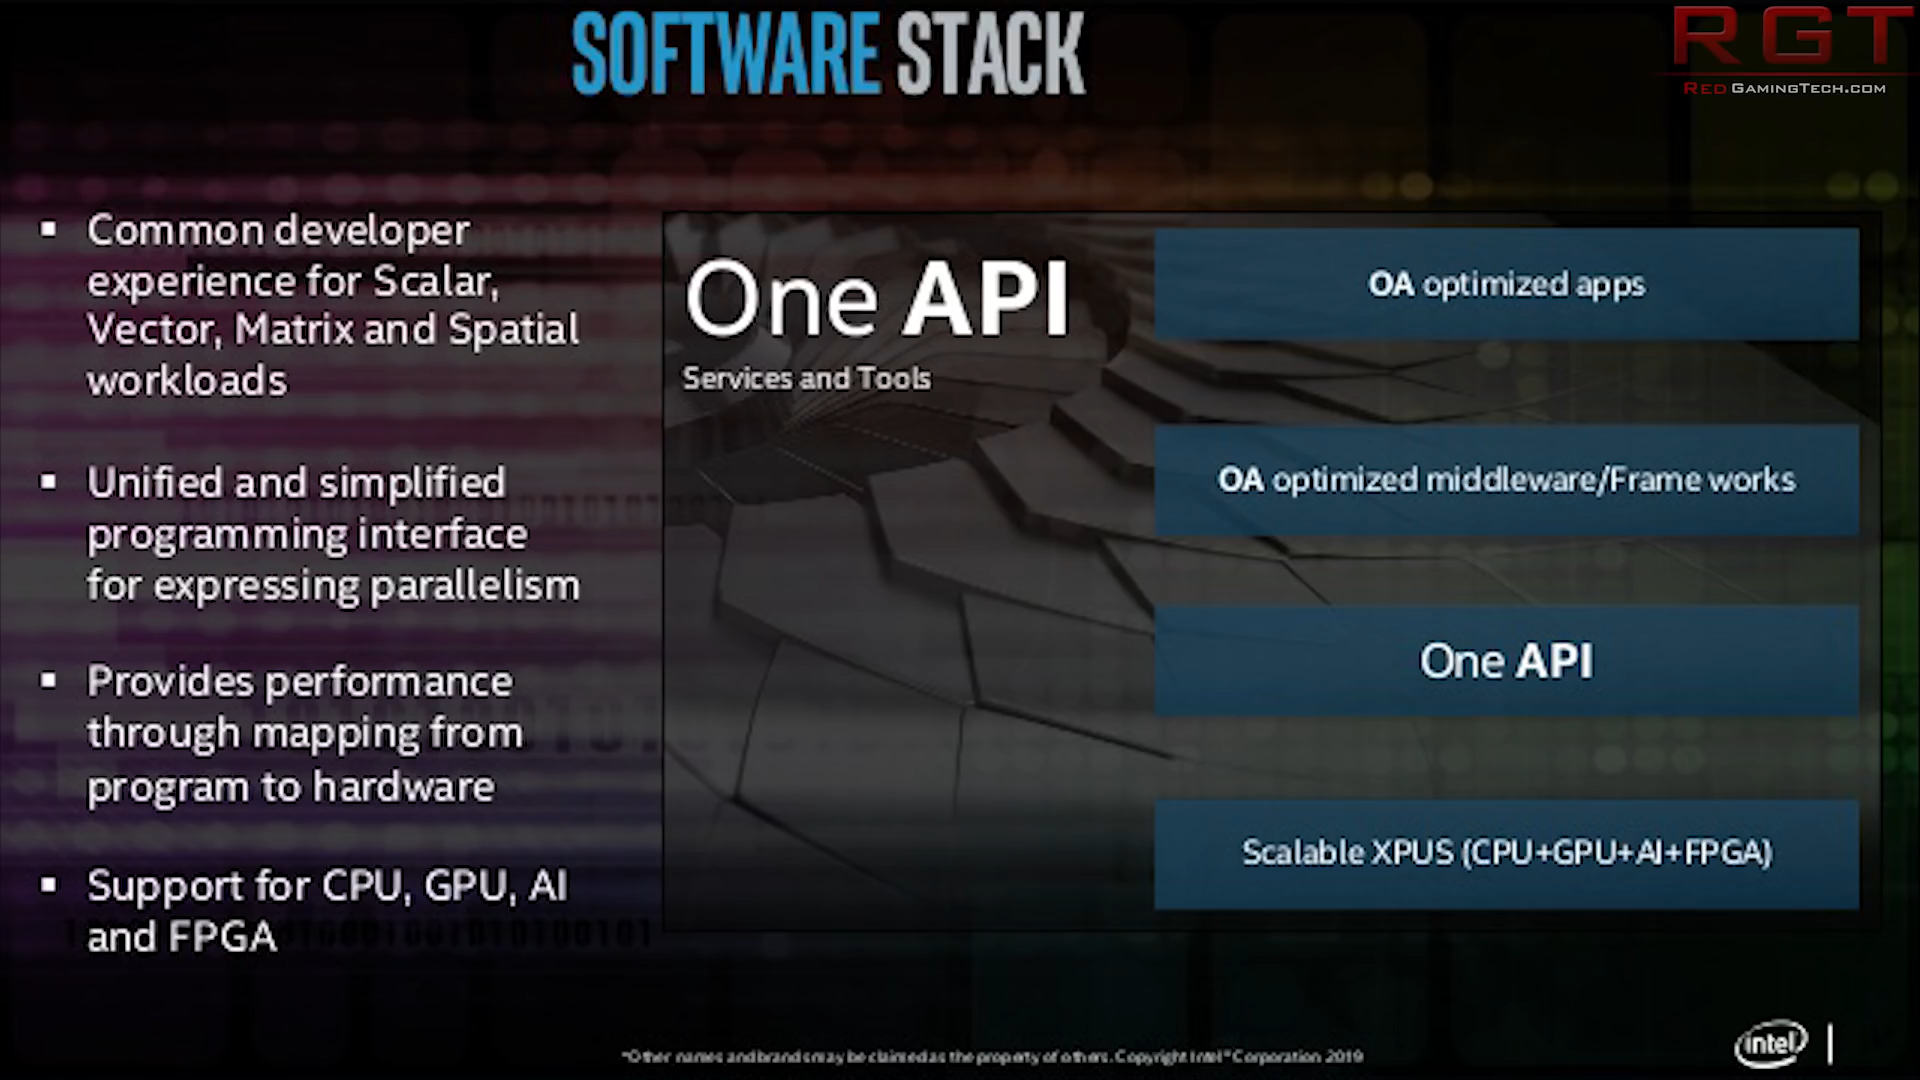 SOFTWARE STACK
RGT
REDGAMINGTECH.COM
▪ Common developer
experience for Scalar,
Vector, Matrix and Spatial
workloads
▪ Unified and simplified
programming interface
for expressing parallelism
▪ Provides performance
through mapping from
program to hardware
▪ Support for CPU, GPU, AI
and FPGA
One API
Services and Tools
OA optimized apps
OA optimized middleware/Frame works
One API
Scalable XPUS (CPU+GPU+AI+FPGA)
*Other names and brands may be claimed as the property of others. Copyright Intel® Corporation 2019
intel